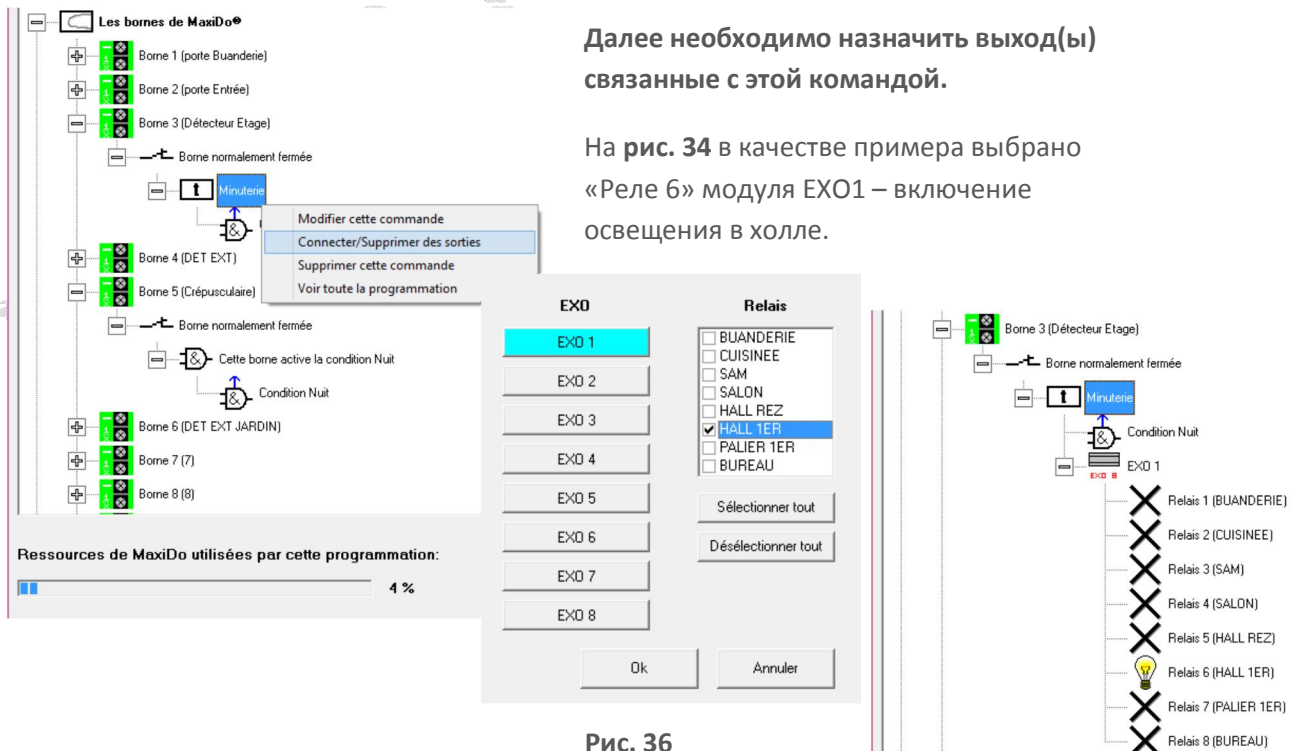 Les bornes de MaxiDo®
Borne 1 (porte Buanderie)
Borne 2 (porte Entrée)
Borne 3 (Détecteur Etage)
Borne normalement fermée
t Minuterie
&
Modifier cette commande
Connecter/Supprimer des sorties
Supprimer cette commande
Voir toute la programmation
Borne 4 (DET EXT)
Borne 5 (Crépusculaire)
Borne normalement fermée
& Cette borne active la condition Nuit
& Condition Nuit
Borne 6 (DET EXT JARDIN)
Borne 7 (7)
Borne 8 (8)
Ressources de MaxiDo utilisées par cette programmation:
4 %
Далее необходимо назначить выход(ы)
связанные с этой командой.
На рис. 34 в качестве примера выбрано
«Реле 6» модуля EXO1 – включение
освещения в холле.
EXO
EXO 1
EXO 2
EXO 3
EXO 4
EXO 5
EXO 6
EXO 7
EXO 8
Relais
BUANDERIE
CUISINEE
SAM
SALON
HALL REZ
HALL 1ER
PALIER 1ER
BUREAU
Sélectionner tout
Désélectionner tout
Ok
Annuler
Рис. 36
Borne 3 (Détecteur Etage)
Borne normalement fermée
t Minuterie
& Condition Nuit
EXO 8 EXO 1
Relais 1 (BUANDERIE)
Relais 2 (CUISINEE)
Relais 3 (SAM)
Relais 4 (SALON)
Relais 5 (HALL REZ)
Relais 6 (HALL 1ER)
Relais 7 (PALIER 1ER)
Relais 8 (BUREAU)